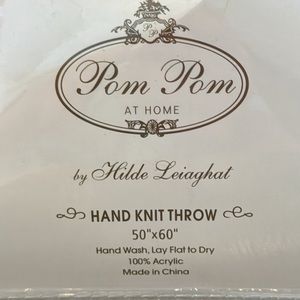 P P
Pom Pom
AT HOME
by Hilde Leiaghat
HAND KNIT THROW
50"x60"
Hand Wash, Lay Flat to Dry
100% Acrylic
Made in China